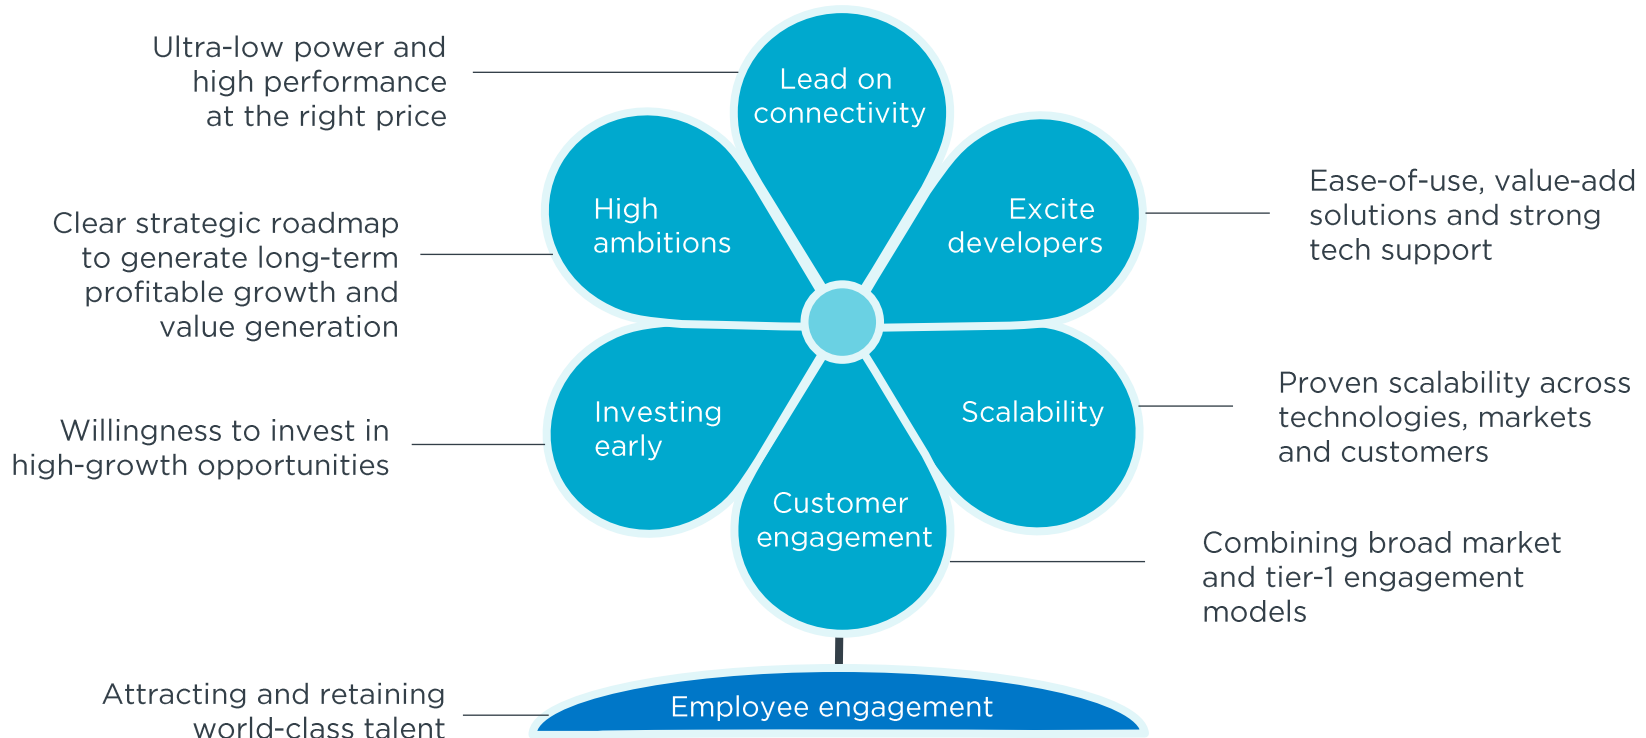 Ultra-low power and
high performance
at the right price
Lead on
connectivity
High
ambitions
Excite
developers
Ease-of-use, value-add
solutions and strong
tech support
Clear strategic roadmap
to generate long-term
profitable growth and
value generation
Investing
early
Scalability
Proven scalability across
technologies, markets
and customers
Willingness to invest in
high-growth opportunities
Customer
engagement
Combining broad market
and tier-1 engagement
models
Attracting and retaining
world-class talent
Employee engagement